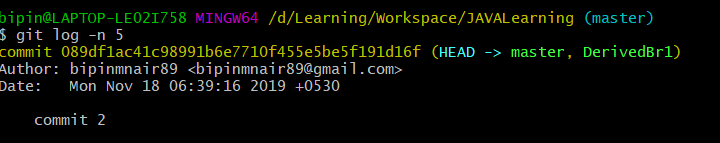 bipin@LAPTOP-LEO2I758 MINGW64 /d/Learning/Workspace/JAVALearning (master)
$ git log -n 5
commit 089df1ac41c98991b6e7710f455e5be5f191d16f (HEAD -> master, DerivedBr1)
Author: bipinmnair89 <bipinmnair89@gmail.com>
Date:   Mon Nov 18 06:39:16 2019 +0530
    commit 2